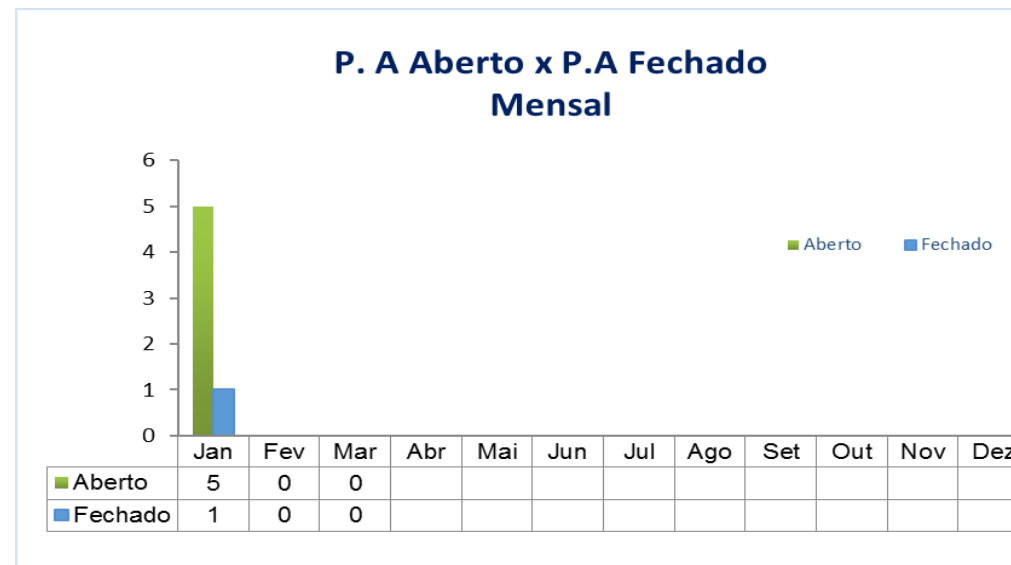 P. A Aberto x P.A Fechado
Mensal
6
5
4
3
2
1
0
Aberto Fechado
Jan Fev Mar Abr Mai Jun Jul Ago Set Out Nov Dez
Aberto 5 0 0
Fechado 1 0 0